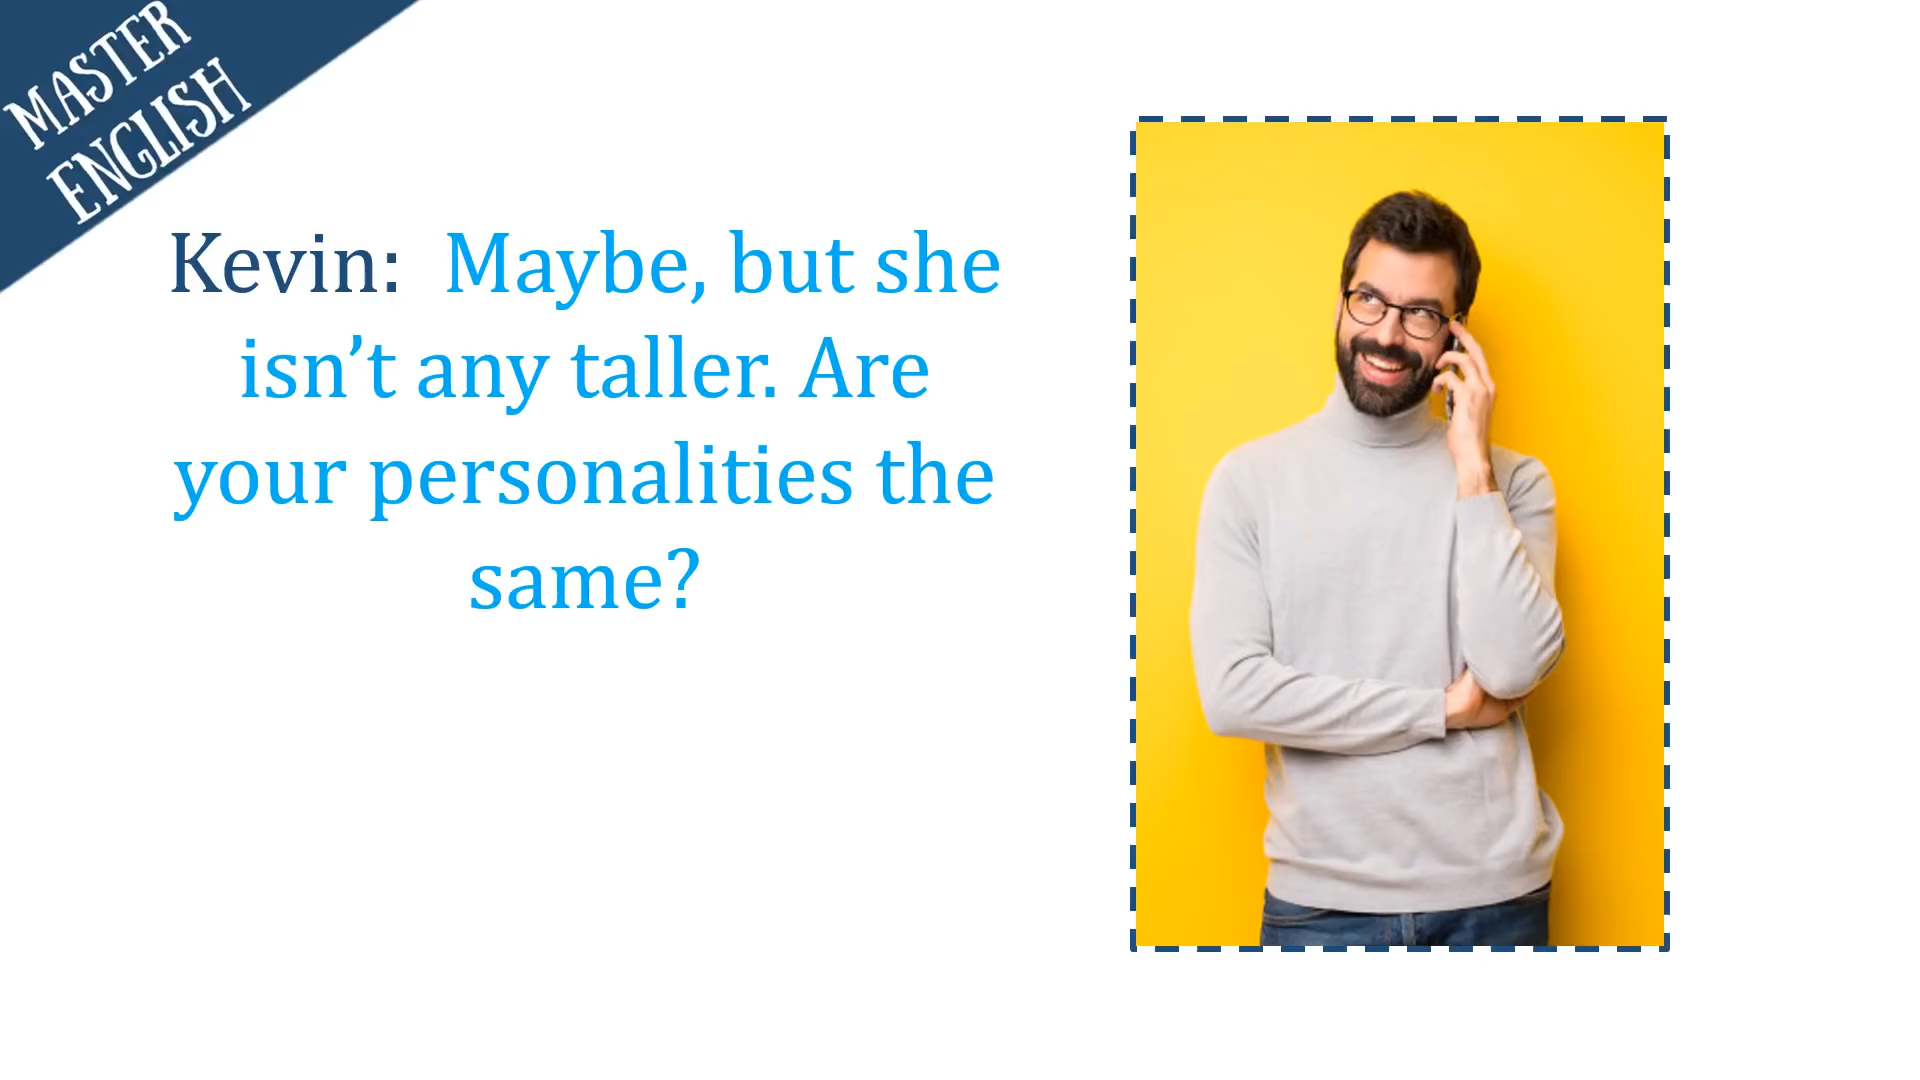 MASTER
ENGLISH
Kevin:  Maybe, but she
isn’t any taller. Are
your personalities the
same?